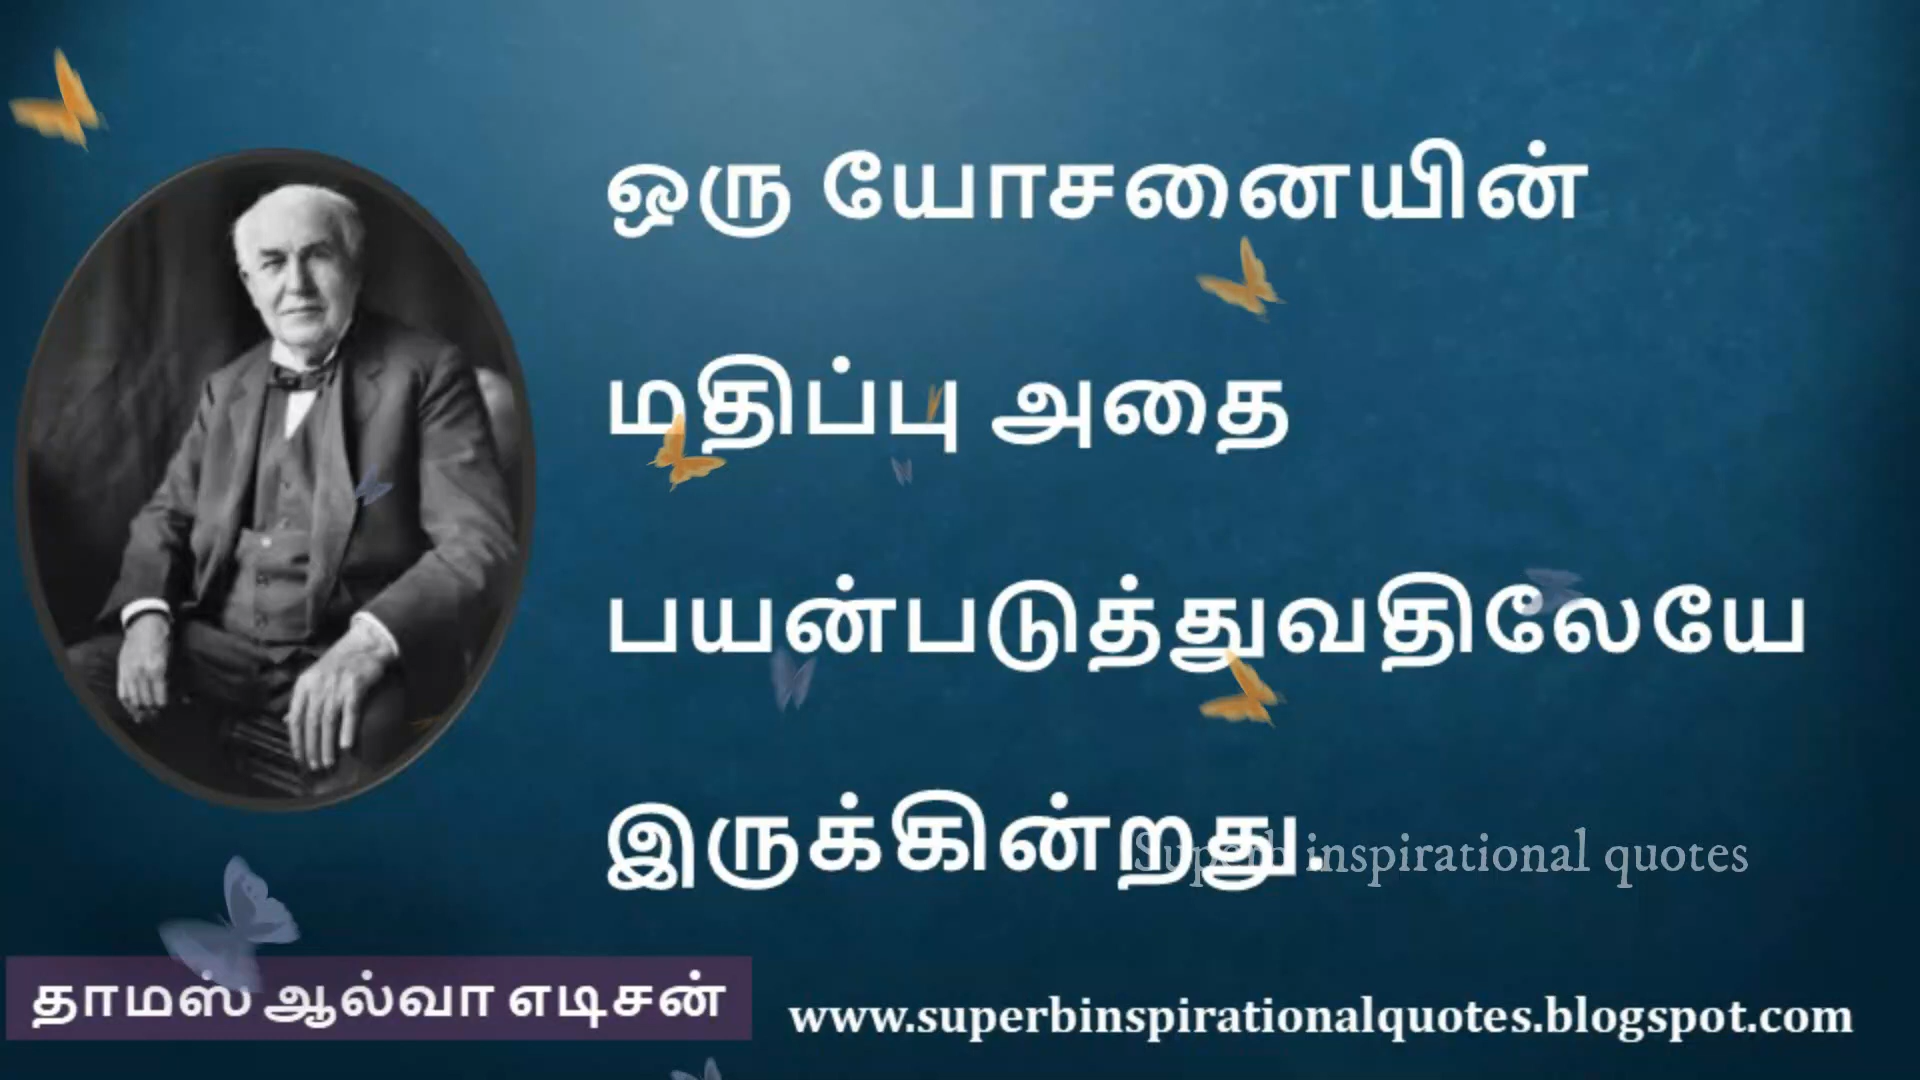 ஒரு யோசனையின்
மதிப்பு அதை
பயன்படுத்துவதிலேயே
இருக்கின்றது.
Superb inspirational quotes
தாமஸ் ஆல்வா எடிசன்
www.superbinspirationalquotes.blogspot.com